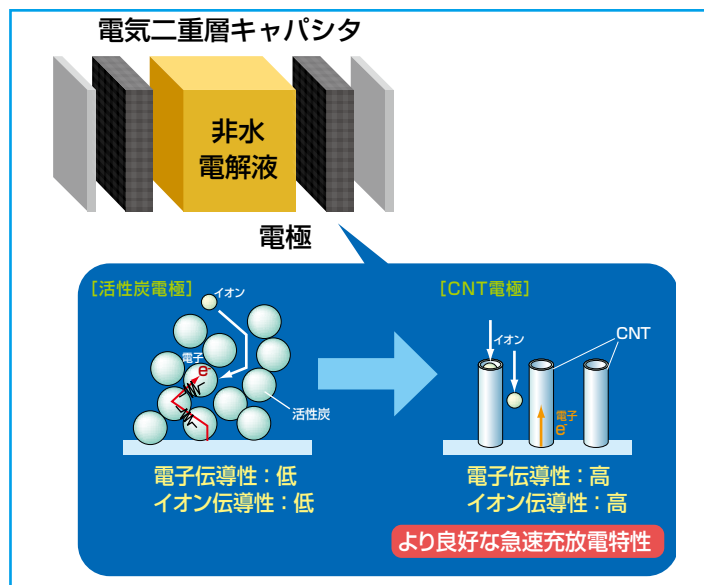 電気二重層キャパシタ
非水
電解液
電極
[活性炭電極]
イオン
電子
e-
活性炭
電子伝導性：低
イオン伝導性：低
[CNT電極]
イオン
CNT
電子
e-
電子伝導性：高
イオン伝導性：高
より良好な急速充放電特性